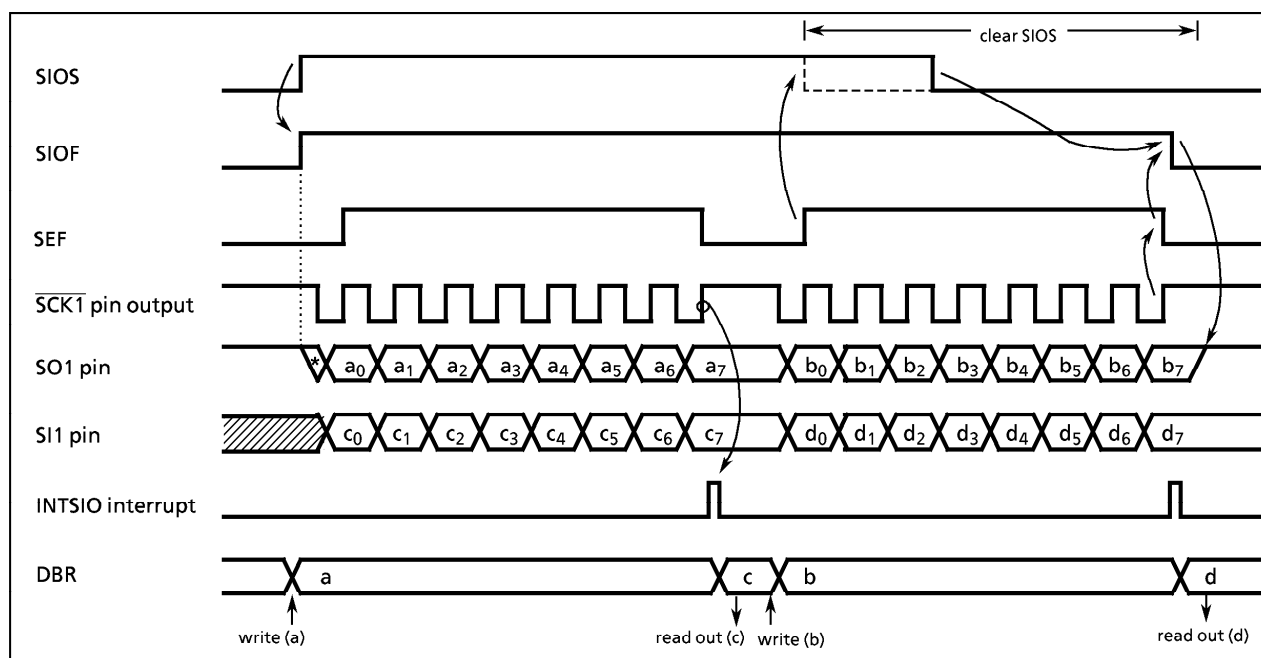 clear SIOS
SIOS
SIOF
SEF
SCK1 pin output
SO1 pin * a0 a1 a2 a3 a4 a5 a6 a7 b0 b1 b2 b3 b4 b5 b6 b7
SI1 pin c0 c1 c2 c3 c4 c5 c6 c7 d0 d1 d2 d3 d4 d5 d6 d7
INTSIO interrupt
DBR a c b d
write (a) read out (c) write (b) read out (d)